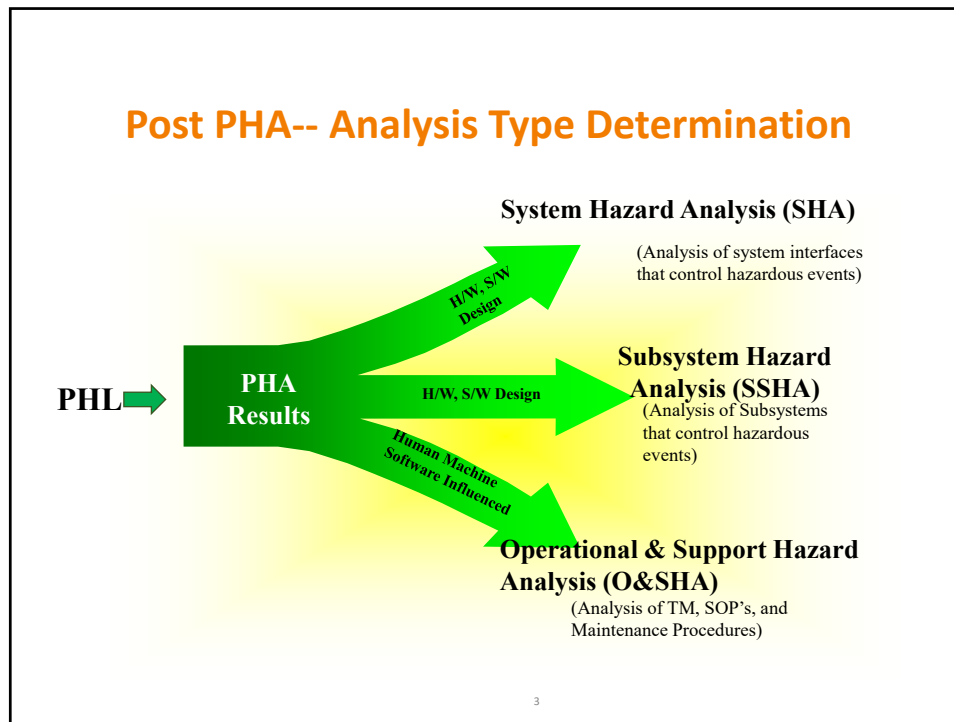 Post PHA-- Analysis Type Determination
System Hazard Analysis (SHA)
(Analysis of system interfaces
that control hazardous events)
H/W, S/W
Design
Subsystem Hazard
Analysis (SSHA)
(Analysis of Subsystems
that control hazardous
events)
PHL
PHA
Results
H/W, S/W Design
Human Machine
Software Influenced
Operational & Support Hazard
Analysis (O&SHA)
(Analysis of TM, SOP's, and
Maintenance Procedures)
3